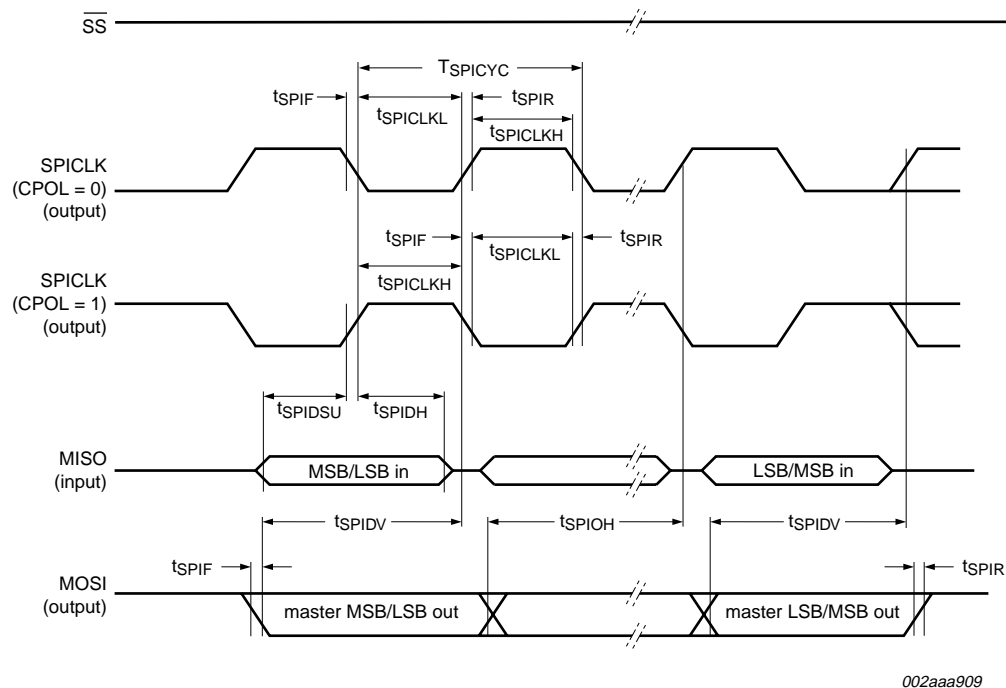 SS
TSPICYC
tSPIF
tSPIR
tSPICLKL
tSPICLKH
SPICLK
(CPOL = 0)
(output)
tSPIF
tSPICLKL
tSPIR
tSPICLKH
SPICLK
(CPOL = 1)
(output)
tSPIDSU
tSPIDH
MISO
(input)
MSB/LSB in
LSB/MSB in
tSPIDV
tSPIOH
tSPIDV
tSPIF
tSPIR
MOSI
(output)
master MSB/LSB out
master LSB/MSB out
002aaa909